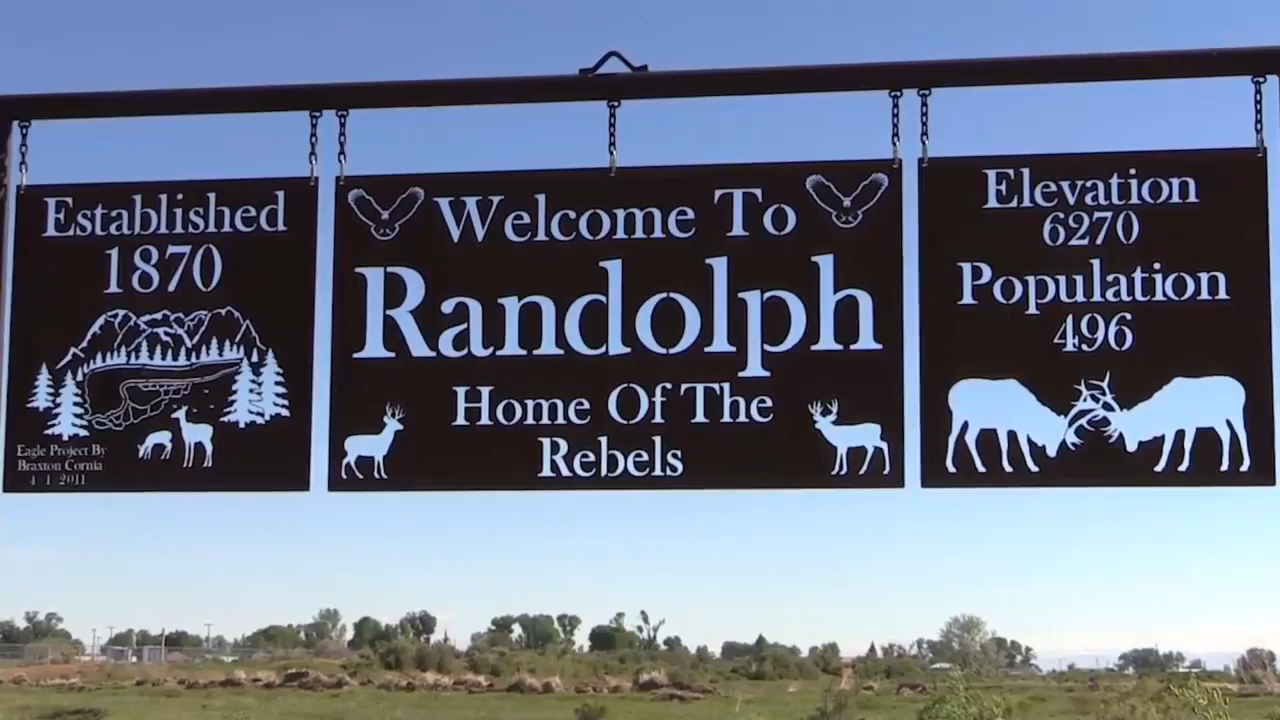 Established
1870
Eagle Project By
Braxton Cornia
4 1 2011
Welcome To
Randolph
Home Of The
Rebels
Elevation
6270
Population
496